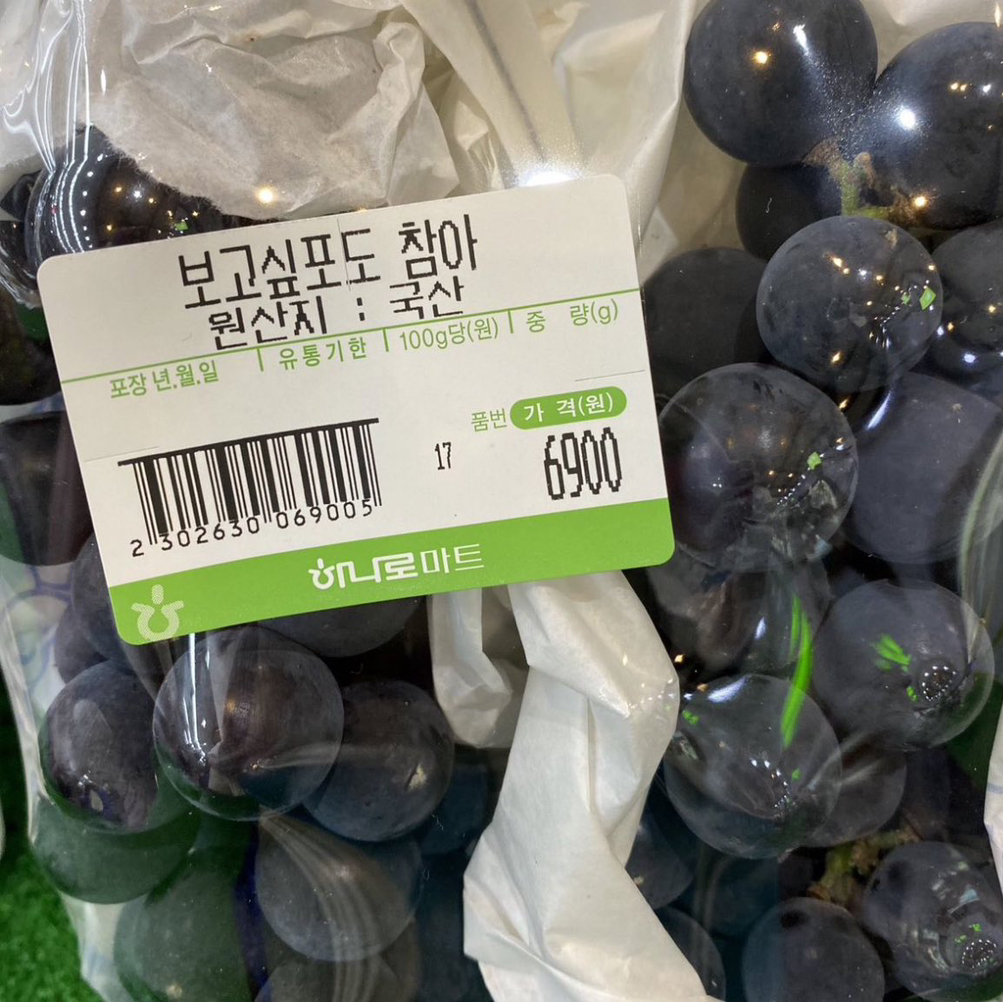 보고싶포도 참아
원산지 : 국산
포장 년.월.일 유통기한 100g당(원) 중 량(g)
품번 가 격(원)
17 6900
2 302630 069005
하나로마트